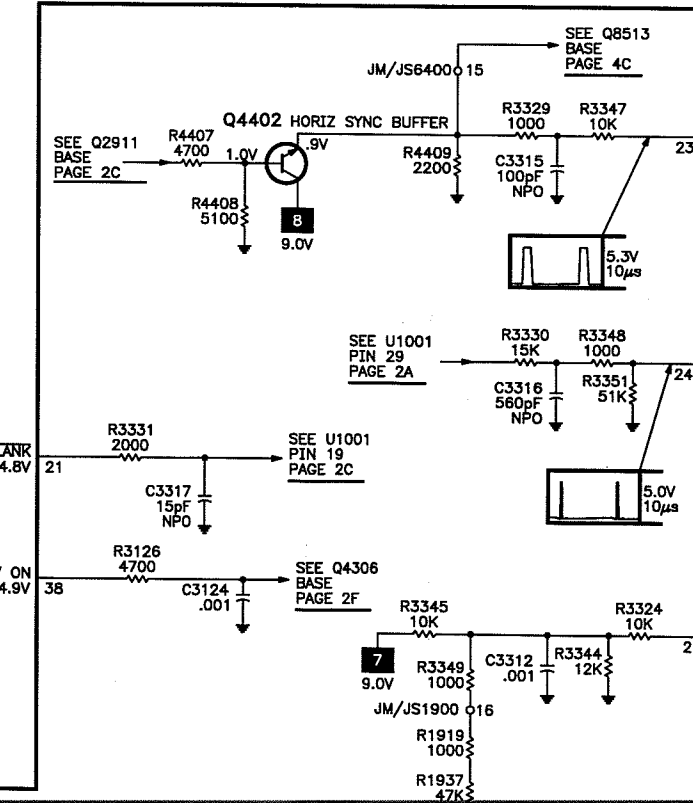 SEE Q8513
BASE
PAGE 4C
JM/JS6400 15
Q4402 HORIZ SYNC BUFFER
R3329
1000
R3347
10K
SEE Q2911
BASE
PAGE 2C
R4407
4700
1.0V
.9V
R4409
2200
C3315
100pF
NPO
23
R4408
5100
8
9.0V
5.3V
10µs
SEE U1001
PIN 29
PAGE 2A
R3330
15K
R3348
1000
24
C3316
560pF
NPO
R3351
51K
R3331
2000
SEE U1001
PIN 19
PAGE 2C
LANK
4.8V
21
C3317
15pF
NPO
5.0V
10µs
R3126
4700
SEE Q4306
BASE
PAGE 2F
ON
4.9V
38
C3124
.001
R3345
10K
R3324
10K
2
7
9.0V
R3349
1000
C3312
.001
R3344
12K
JM/JS1900 16
R1919
1000
R1937
47K